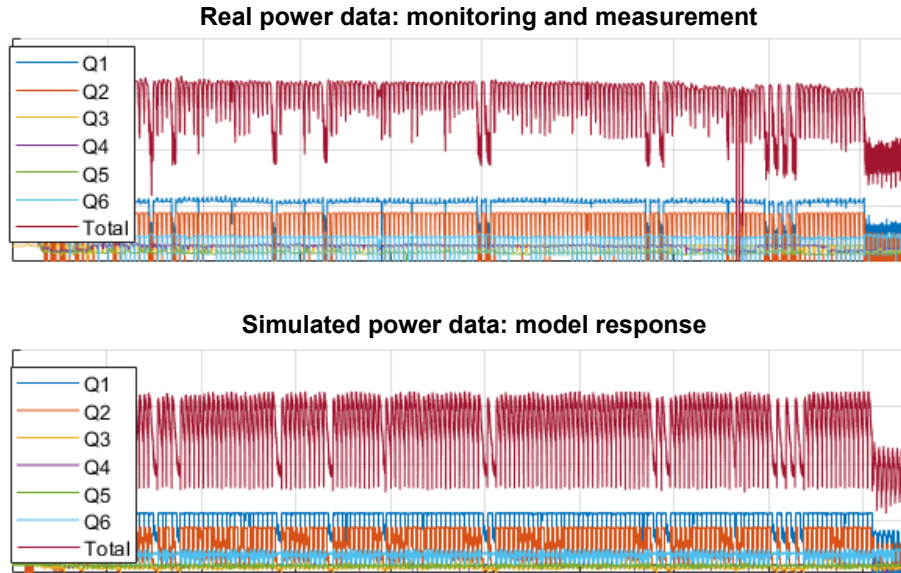 Real power data: monitoring and measurement
Q1
Q2
Q3
Q4
Q5
Q6
Total
Simulated power data: model response
Q1
Q2
Q3
Q4
Q5
Q6
Total